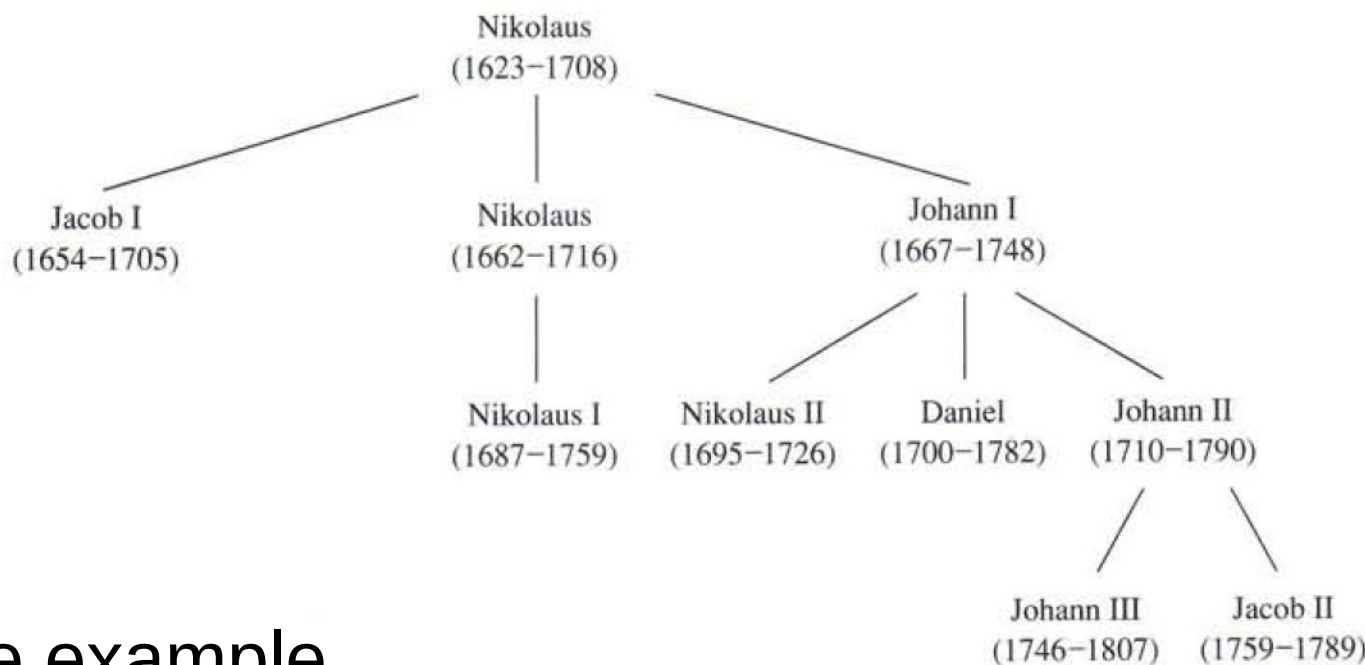 Nikolaus
(1623–1708)
Jacob I
(1654–1705)
Nikolaus
(1662–1716)
Johann I
(1667–1748)
Nikolaus I
(1687–1759)
Nikolaus II
(1695–1726)
Daniel
(1700–1782)
Johann II
(1710–1790)
Johann III
(1746–1807)
Jacob II
(1759–1789)
e example